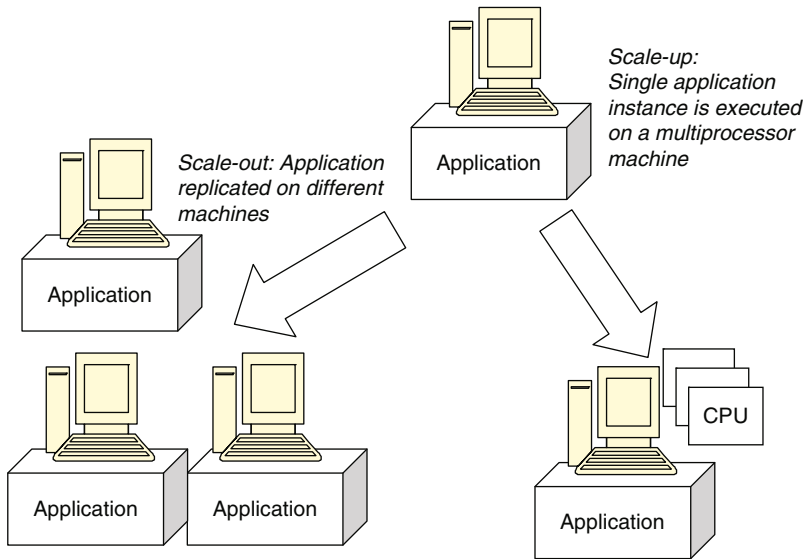 Scale-up:
Single application
instance is executed
on a multiprocessor
machine
Application
Scale-out: Application
replicated on different
machines
Application
Application
Application
CPU
Application